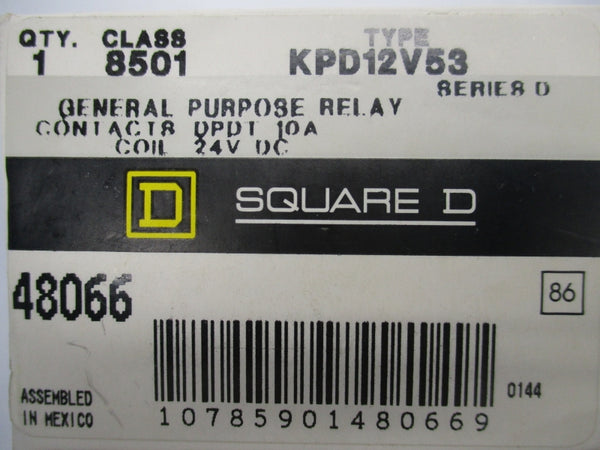 QTY. CLASS TYPE
1 8501 KPD12V53
SERIES D
GENERAL PURPOSE RELAY
CONTACTS DPDT 10A
COIL 24V DC
D SQUARE D
48066
86
0144
ASSEMBLED
IN MEXICO
10785901480669